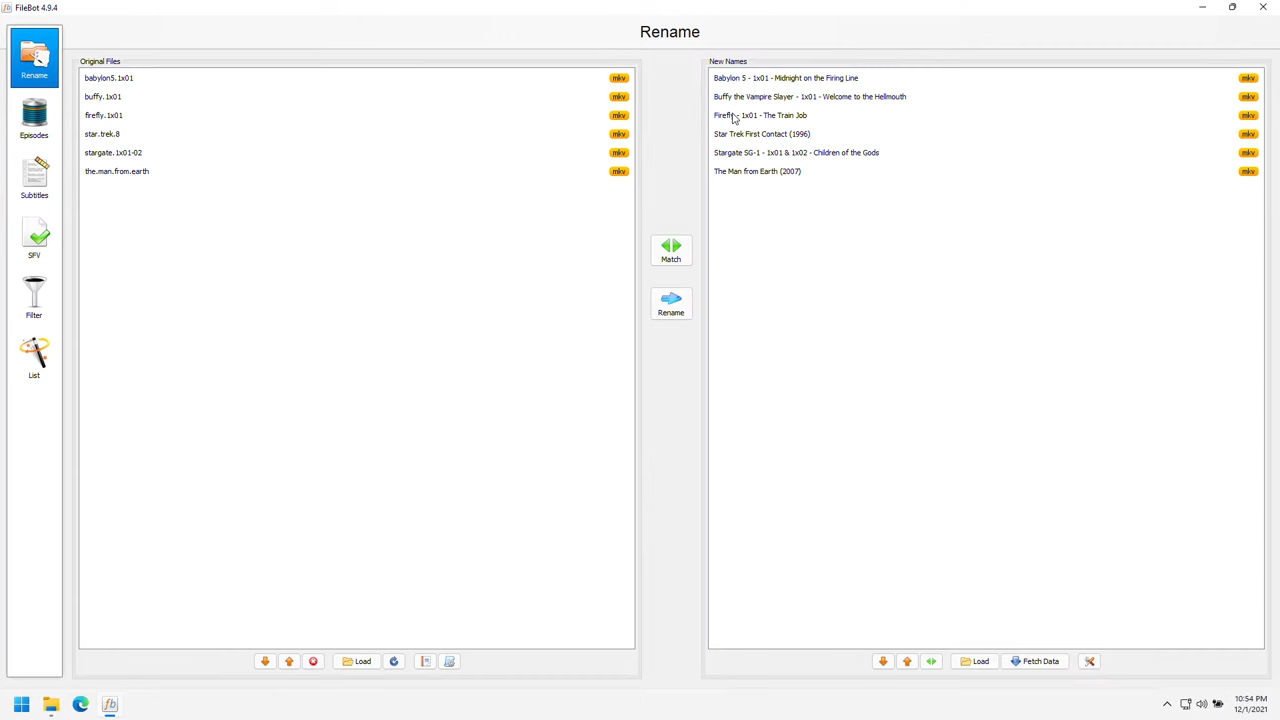 FileBot 4.9.4
Rename
Rename
Episodes
Subtitles
SFV
Filter
List
Original Files
babylon5.1x01 mkv
buffy.1x01 mkv
firefly.1x01 mkv
star.trek.8 mkv
stargate.1x01-02 mkv
the.man.from.earth mkv
Match
Rename
New Names
Babylon 5 - 1x01 - Midnight on the Firing Line mkv
Buffy the Vampire Slayer - 1x01 - Welcome to the Hellmouth mkv
Firefly - 1x01 - The Train Job mkv
Star Trek First Contact (1996) mkv
Stargate SG-1 - 1x01 & 1x02 - Children of the Gods mkv
The Man from Earth (2007) mkv
Load
Load
Fetch Data
fb
10:54 PM
12/1/2021